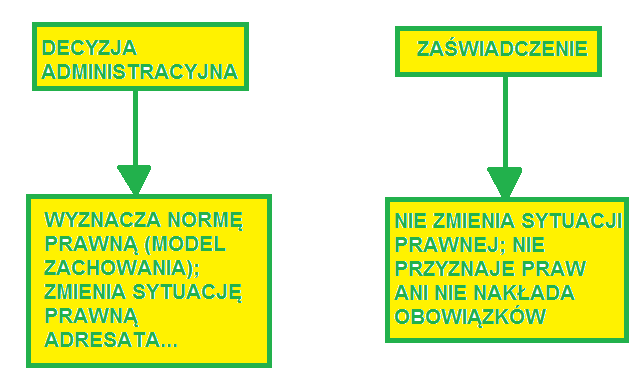 DECYZJA
ADMINISTRACYJNA
WYZNACZA NORMĘ
PRAWNĄ (MODEL
ZACHOWANIA);
ZMIENIA SYTUACJĘ
PRAWNĄ
ADRESATA...
ZAŚWIADCZENIE
NIE ZMIENIA SYTUACJI
PRAWNEJ; NIE
PRZYZNAJE PRAW
ANI NIE NAKŁADA
OBOWIĄZKÓW